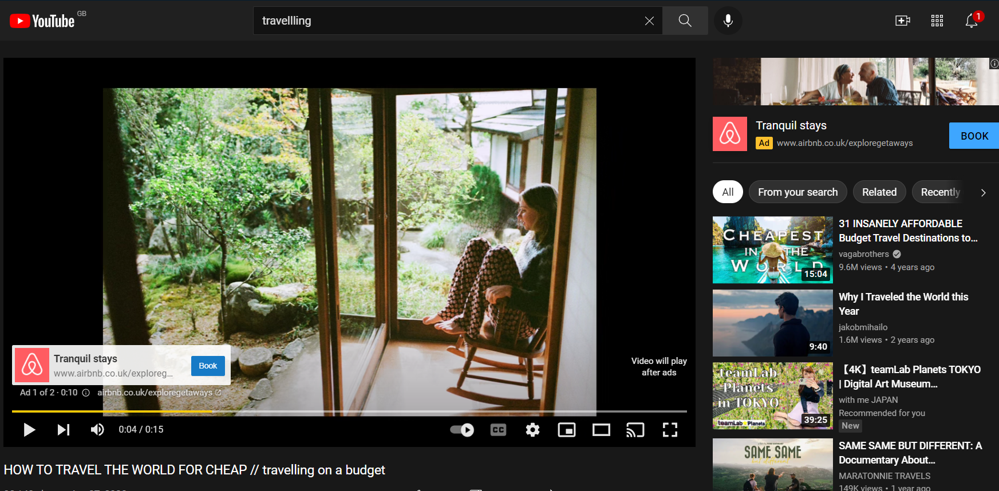 YouTube GB
travellling
1
Tranquil stays
Ad www.airbnb.co.uk/exploregetaways
BOOK
Tranquil stays
www.airbnb.co.uk/exploreg...
Book
Ad 1 of 2 · 0:10 airbnb.co.uk/exploregetaways
Video will play
after ads
0:04 / 0:15
CC
HOW TO TRAVEL THE WORLD FOR CHEAP // travelling on a budget
All
From your search
Related
Recently
CHEAPEST
IN THE
WORLD
15:04
31 INSANELY AFFORDABLE
Budget Travel Destinations to...
vagabrothers
9.6M views • 4 years ago
9:40
Why I Traveled the World this
Year
jakobmihailo
1.6M views • 2 years ago
teamLab
Planets
in TOKYO
teamLab Planets
39:25
【4K】teamLab Planets TOKYO
| Digital Art Museum...
with me JAPAN
Recommended for you
New
SAME SAME
but different
SAME SAME BUT DIFFERENT: A
Documentary About...
MARATONNIE TRAVELS
149K views • 1 year ago